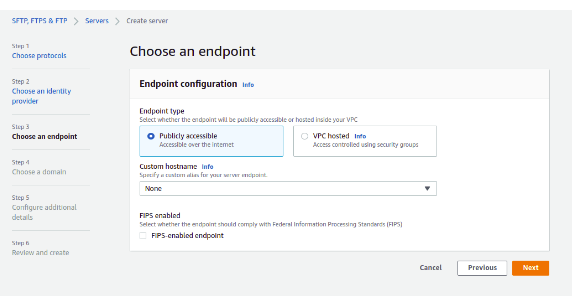 SFTP, FTPS & FTP > Servers > Create server
Step 1
Choose protocols
Step 2
Choose an identity
provider
Step 3
Choose an endpoint
Step 4
Choose a domain
Step 5
Configure additional
details
Step 6
Review and create
Choose an endpoint
Endpoint configuration Info
Endpoint type
Select whether the endpoint will be publicly accessible or hosted inside your VPC
Publicly accessible
Accessible over the internet
VPC hosted Info
Access controlled using security groups
Custom hostname Info
Specify a custom alias for your server endpoint.
None
FIPS enabled
Select whether the endpoint should comply with Federal Information Processing Standards (FIPS)
FIPS-enabled endpoint
Cancel
Previous
Next